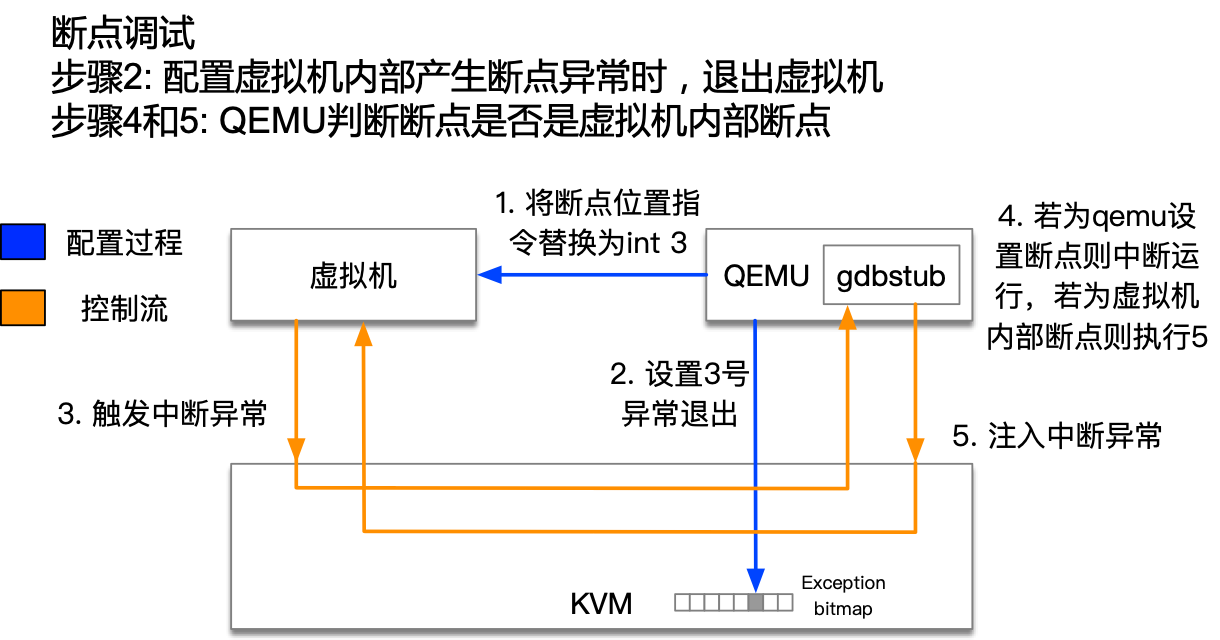 断点调试
步骤2: 配置虚拟机内部产生断点异常时，退出虚拟机
步骤4和5: QEMU判断断点是否是虚拟机内部断点
配置过程
控制流
虚拟机
1. 将断点位置指
令替换为int 3
QEMU
gdbstub
4. 若为qemu设
置断点则中断运
行，若为虚拟机
内部断点则执行5
2. 设置3号
异常退出
3. 触发中断异常
5. 注入中断异常
KVM
Exception
bitmap